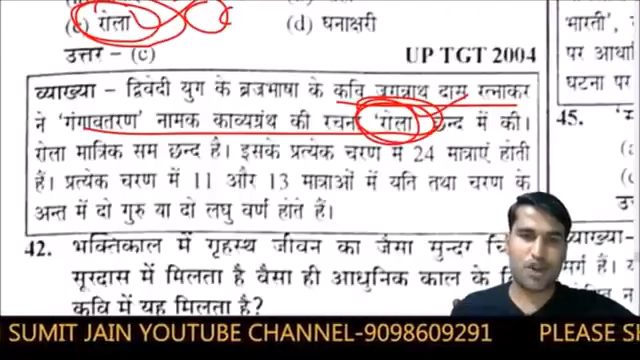 (c) रोला
(d) घनाक्षरी
उत्तर – (c)
UP TGT 2004
व्याख्या – द्विवेदी युग के ब्रजभाषा के कवि जगन्नाथ दास रत्नाकर
ने 'गंगावतरण' नामक काव्यग्रंथ की रचना 'रोला' छन्द में की।
रोला मात्रिक सम छन्द है। इसके प्रत्येक चरण में 24 मात्राएं होती
हैं। प्रत्येक चरण में 11 और 13 मात्राओं में यति तथा चरण के
अन्त में दो गुरु या दो लघु वर्ण होते हैं।
42. भक्तिकाल में गृहस्थ जीवन का जैसा सुन्दर
सूरदास में मिलता है वैसा ही आधुनिक काल के
कवि में यह मिलता है?
भारती',
पर आधा
घटना पर
45.
उ
व्याख्या–
सर्ग हैं।
SUMIT JAIN YOUTUBE CHANNEL-9098609291 PLEASE